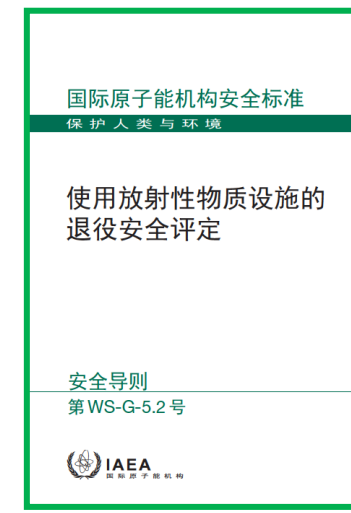 国际原子能机构安全标准
保护人类与环境
使用放射性物质设施的
退役安全评定
安全导则
第WS-G-5.2号
IAEA
国际原子能机构